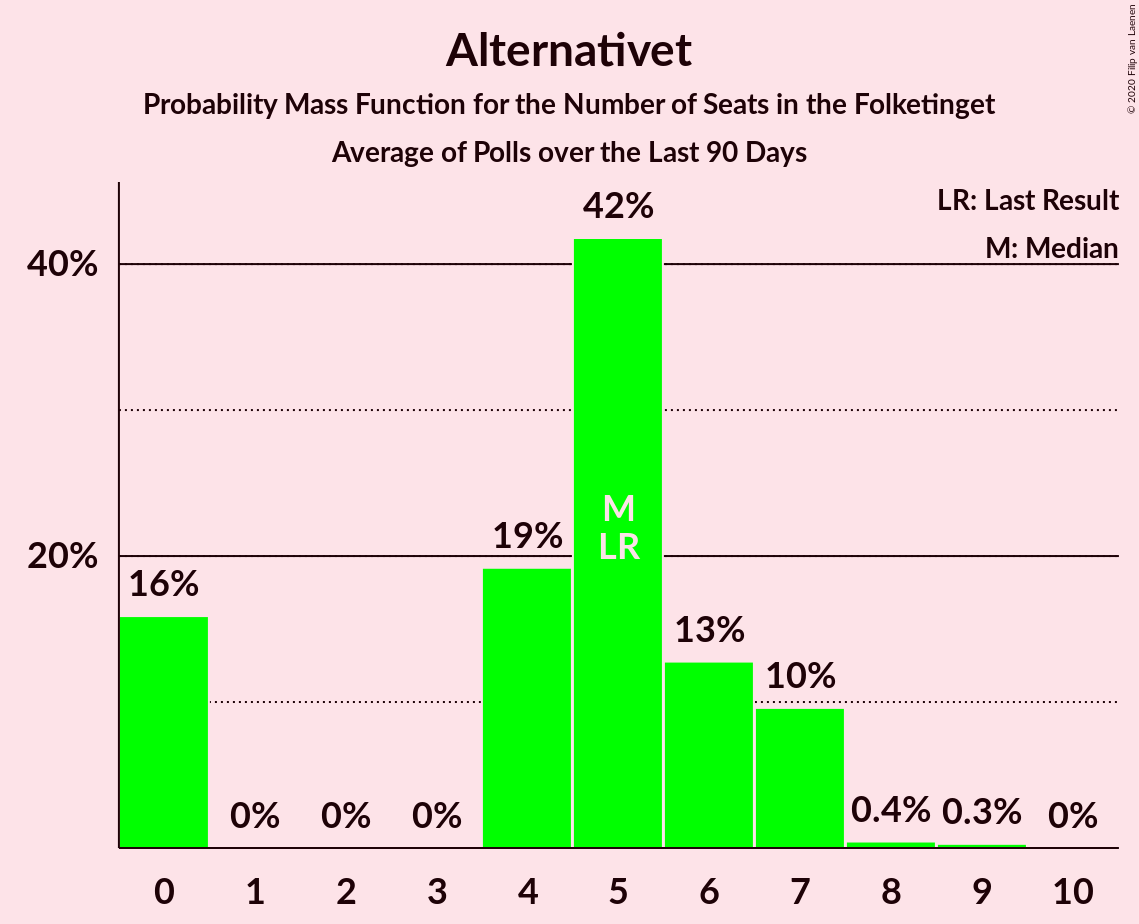 Alternativet
Probability Mass Function for the Number of Seats in the Folketinget
Average of Polls over the Last 90 Days
© 2020 Filip van Laenen
LR: Last Result
M: Median
40%
20%
16%
0%
0%
0%
19%
42%
M
LR
13%
10%
0.4%
0.3%
0%
0 1 2 3 4 5 6 7 8 9 10